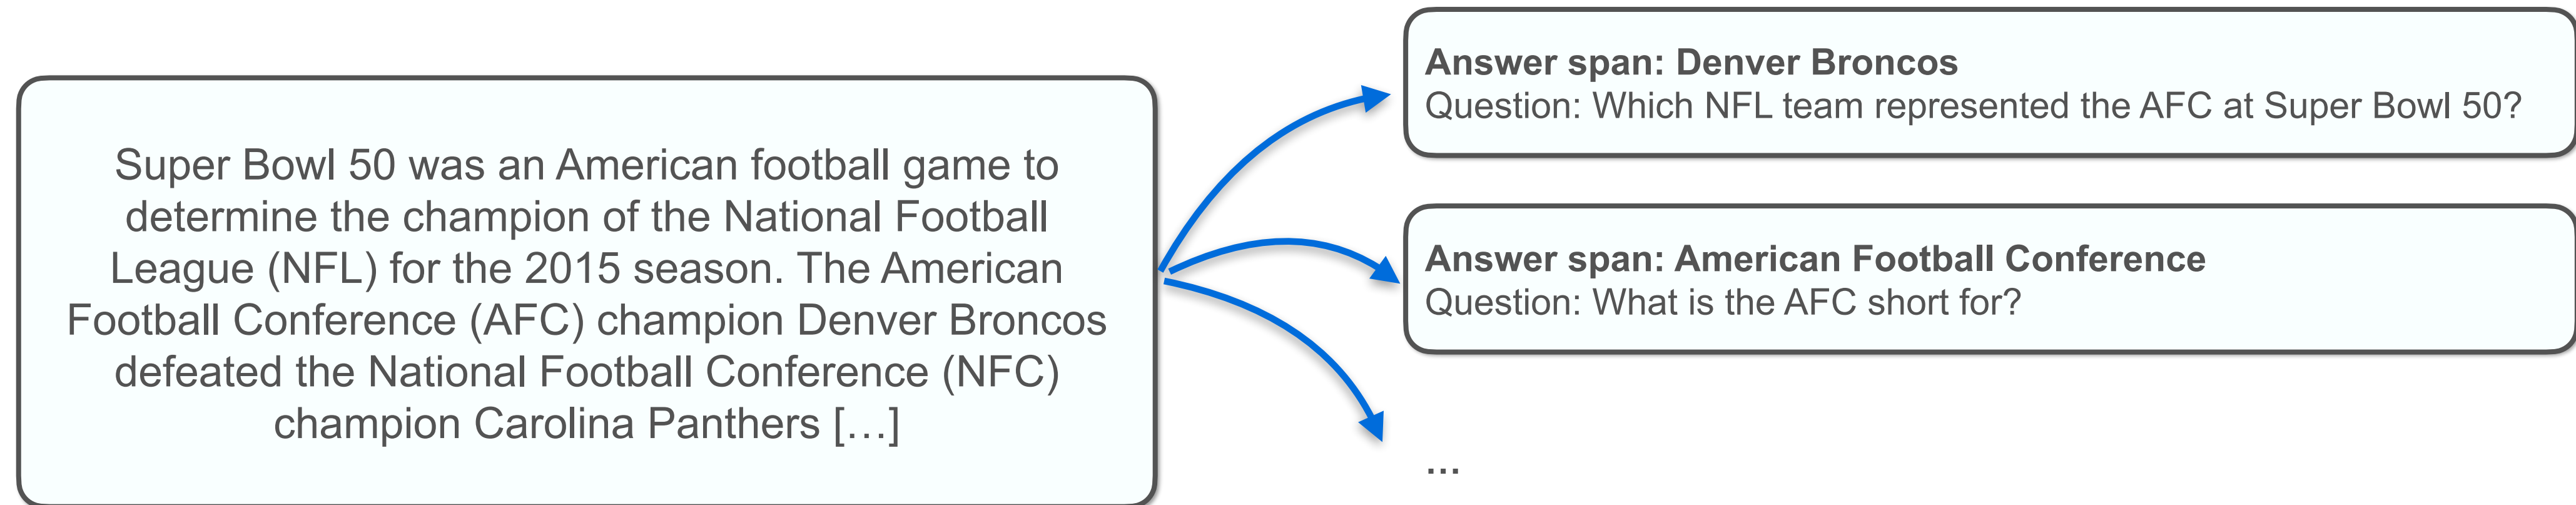 Super Bowl 50 was an American football game to
determine the champion of the National Football
League (NFL) for the 2015 season. The American
Football Conference (AFC) champion Denver Broncos
defeated the National Football Conference (NFC)
champion Carolina Panthers […]
Answer span: Denver Broncos
Question: Which NFL team represented the AFC at Super Bowl 50?
Answer span: American Football Conference
Question: What is the AFC short for?
...